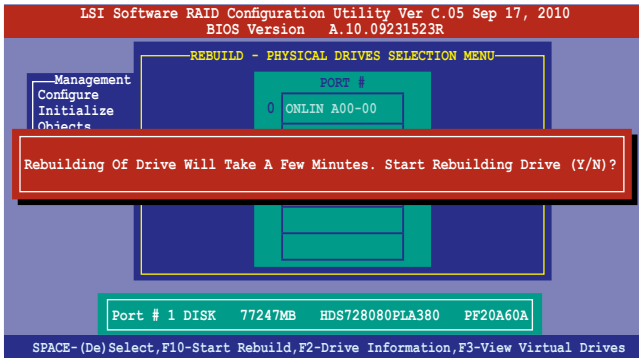 LSI Software RAID Configuration Utility Ver C.05 Sep 17, 2010
BIOS Version A.10.09231523R
REBUILD - PHYSICAL DRIVES SELECTION MENU
Management
PORT #
Configure
Initialize
0 ONLIN A00-00
Objects
Rebuilding Of Drive Will Take A Few Minutes. Start Rebuilding Drive (Y/N)?
Port # 1 DISK 77247MB HDS728080PLA380 PF20A60A
SPACE-(De)Select,F10-Start Rebuild,F2-Drive Information,F3-View Virtual Drives